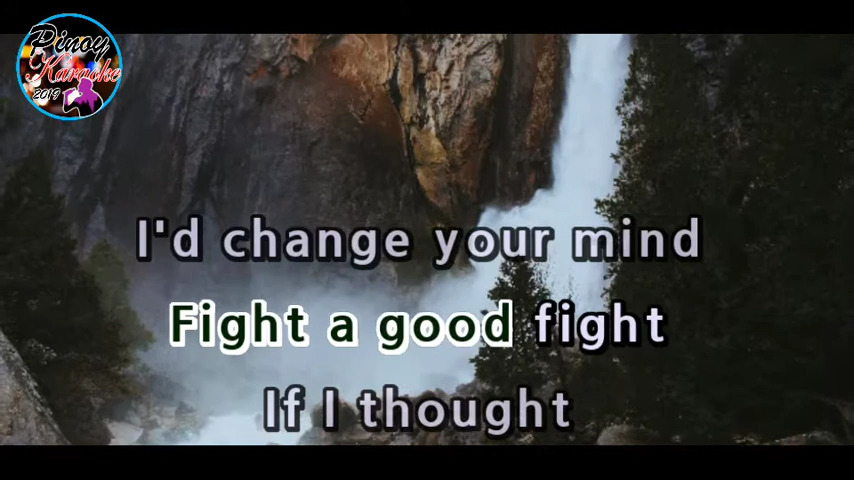 Pinoy
Karaoke
2019
I'd change your mind
Fight a good fight
If I thought